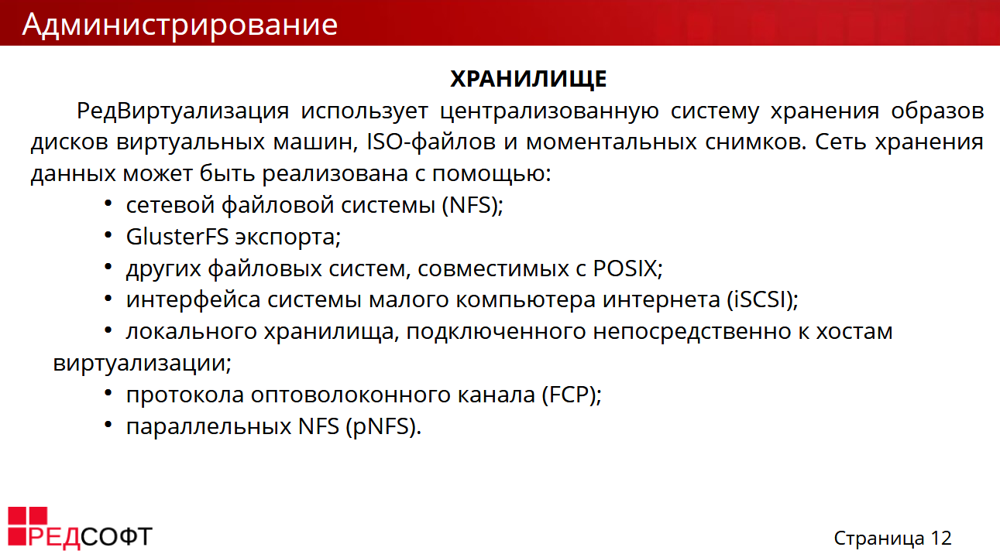 Администрирование
ХРАНИЛИЩЕ
РедВиртуализация использует централизованную систему хранения образов
дисков виртуальных машин, ISO-файлов и моментальных снимков. Сеть хранения
данных может быть реализована с помощью:
• сетевой файловой системы (NFS);
• GlusterFS экспорта;
• других файловых систем, совместимых с POSIX;
• интерфейса системы малого компьютера интернета (iSCSI);
• локального хранилища, подключенного непосредственно к хостам
виртуализации;
• протокола оптоволоконного канала (FCP);
• параллельных NFS (pNFS).
РЕДСОФТ
Страница 12